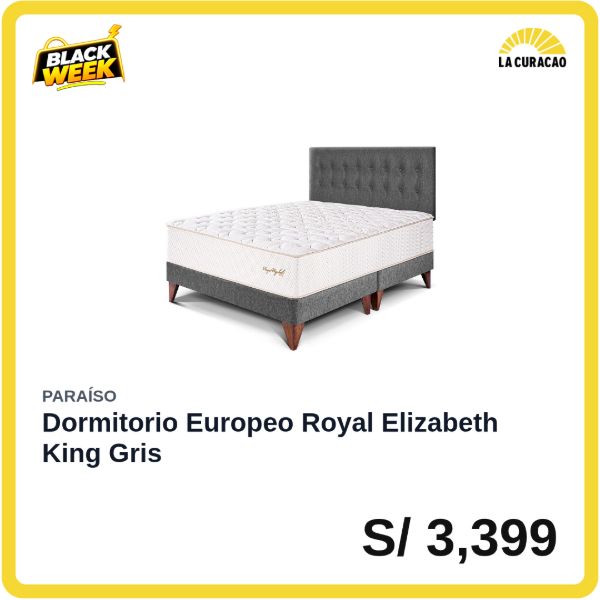 BLACK
WEEK
LA CURACAO
PARAÍSO
Dormitorio Europeo Royal Elizabeth
King Gris
S/ 3,399